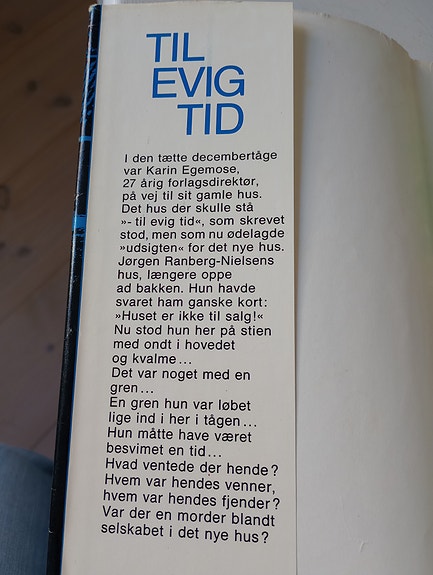 TIL
EVIG
TID
I den tætte decembertåge
var Karin Egemose,
27 årig forlagsdirektør,
på vej til sit gamle hus.
Det hus der skulle stå
»- til evig tid«, som skrevet
stod, men som nu ødelagde
»udsigten« for det nye hus.
Jørgen Ranberg-Nielsens
hus, længere oppe
ad bakken. Hun havde
svaret ham ganske kort:
»Huset er ikke til salg!«
Nu stod hun her på stien
med ondt i hovedet
og kvalme...
Det var noget med en
gren...
En gren hun var løbet
lige ind i her i tågen...
Hun måtte have været
besvimet en tid...
Hvad ventede der hende?
Hvem var hendes venner,
hvem var hendes fjender?
Var der en morder blandt
selskabet i det nye hus?